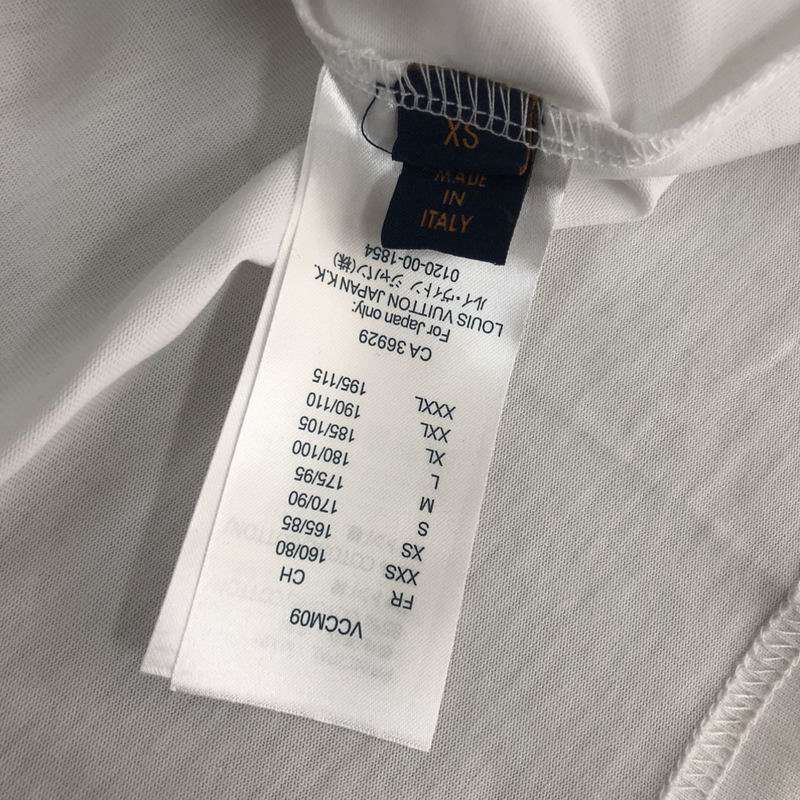 XS
MADE
IN
ITALY
VCCM09
FR CH
XXS 160/80
XS 165/85
S 170/90
M 175/95
L 180/100
XL 185/105
XXL 190/110
XXXL 195/115
CA 36929
For Japan only:
LOUIS VUITTON JAPAN K.K.
ルイ・ヴィトン ジャパン(株)
0120-00-1854